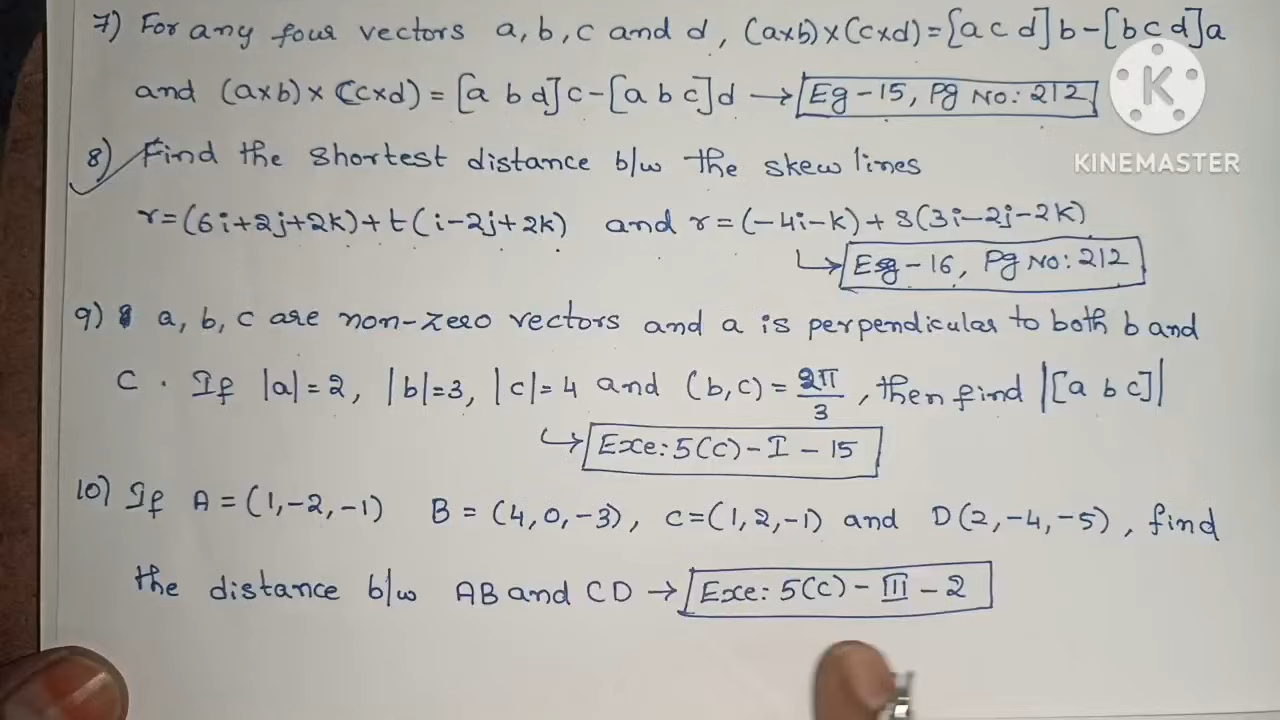 7) For any four vectors a, b, c and d, (a×b)×(c×d)=[a c d]b-[b c d]a
and (a×b)×(c×d)=[a b d]c-[a b c]d → Eg-15, Pg No: 212
K
KINEMASTER
8) Find the shortest distance b/w the skew lines
r=(6i+2j+2k)+t(i-2j+2k) and r=(-4i-k)+s(3i-2j-2k)
↳ Eg-16, Pg No: 212
9) a, b, c are non-zero vectors and a is perpendicular to both b and
c. If |a|=2, |b|=3, |c|=4 and (b,c)=2π/3, then find |[a b c]|
↳ Exe: 5(c)-I-15
10) If A=(1,-2,-1) B=(4,0,-3), C=(1,2,-1) and D(2,-4,-5), find
the distance b/w AB and CD → Exe: 5(c)-III-2